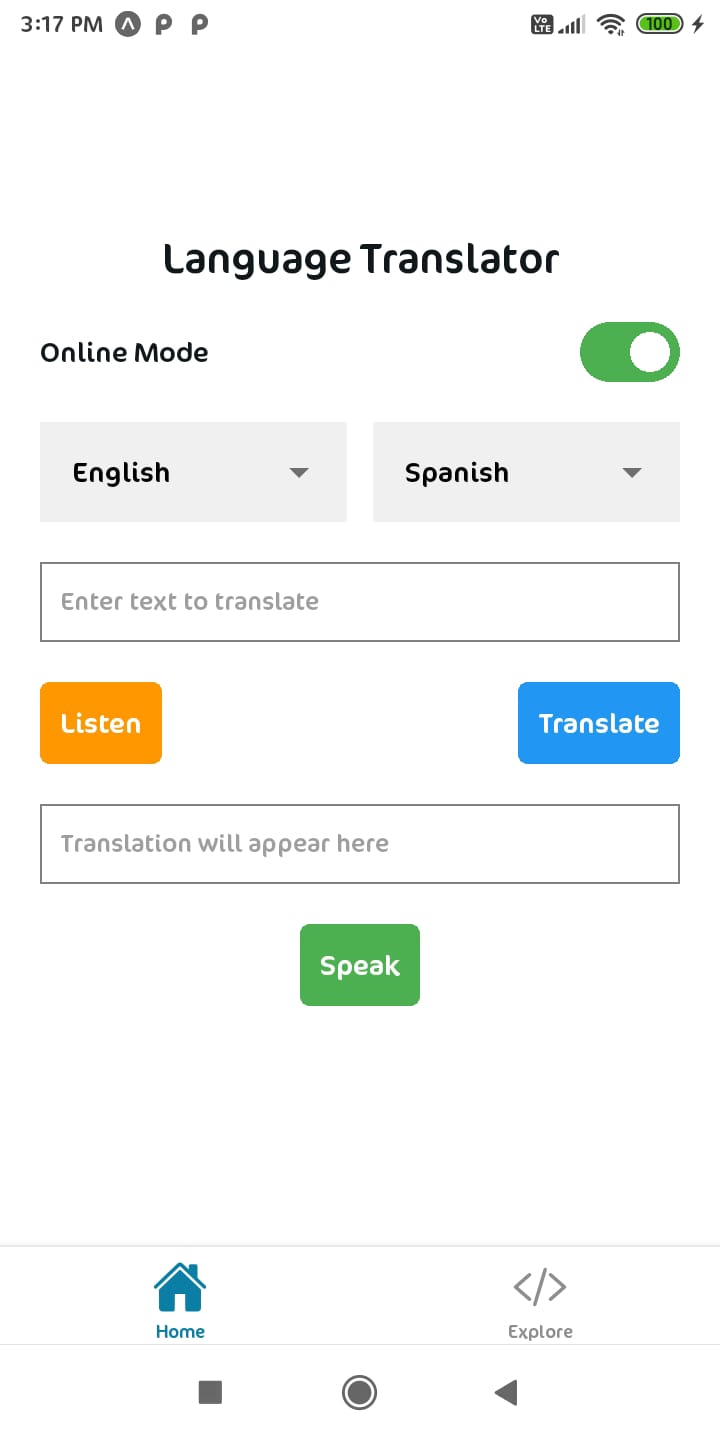 3:17 PM
Vo LTE
100
Language Translator
Online Mode
English
Spanish
Enter text to translate
Listen
Translate
Translation will appear here
Speak
Home
Explore